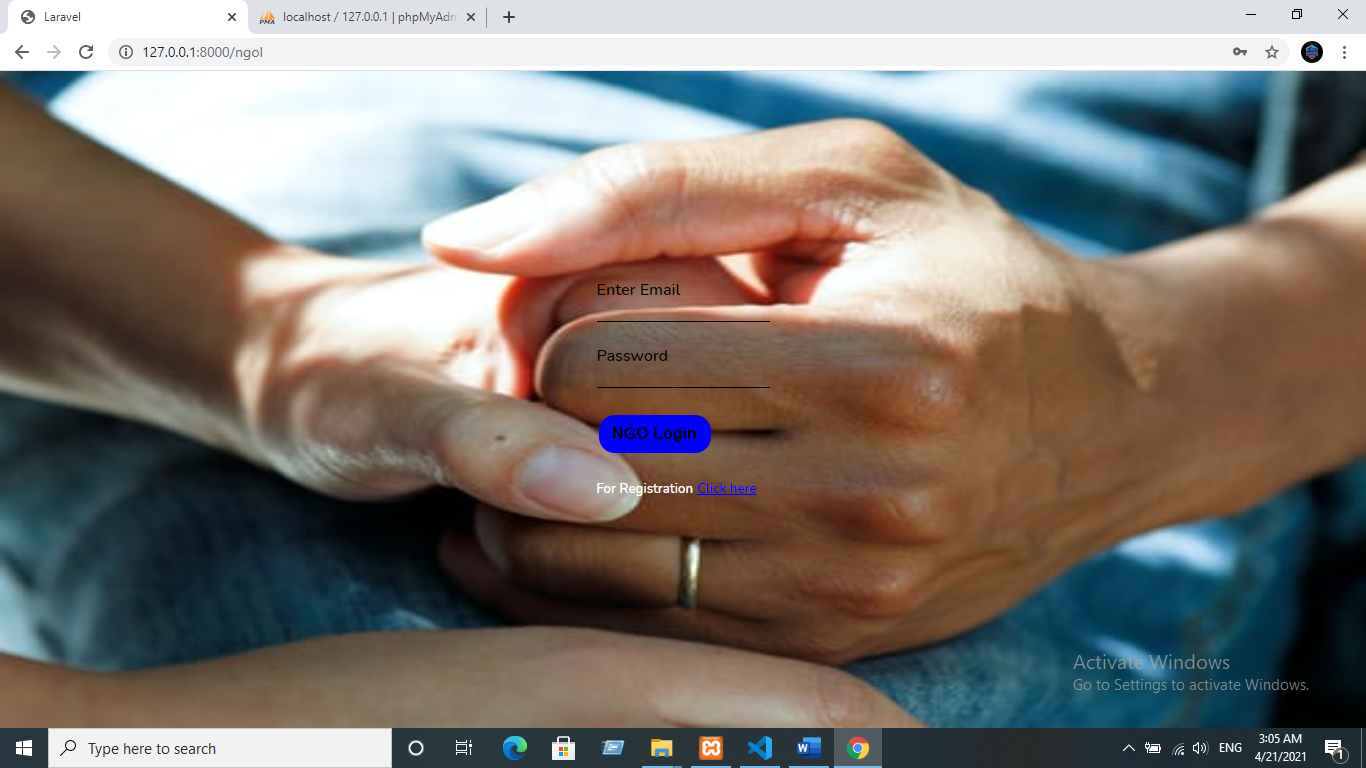 Laravel
localhost / 127.0.0.1 | phpMyAdm
127.0.0.1:8000/ngol
Enter Email
Password
NGO Login
For Registration Click here
Activate Windows
Go to Settings to activate Windows.
Type here to search
ENG
3:05 AM
4/21/2021
1